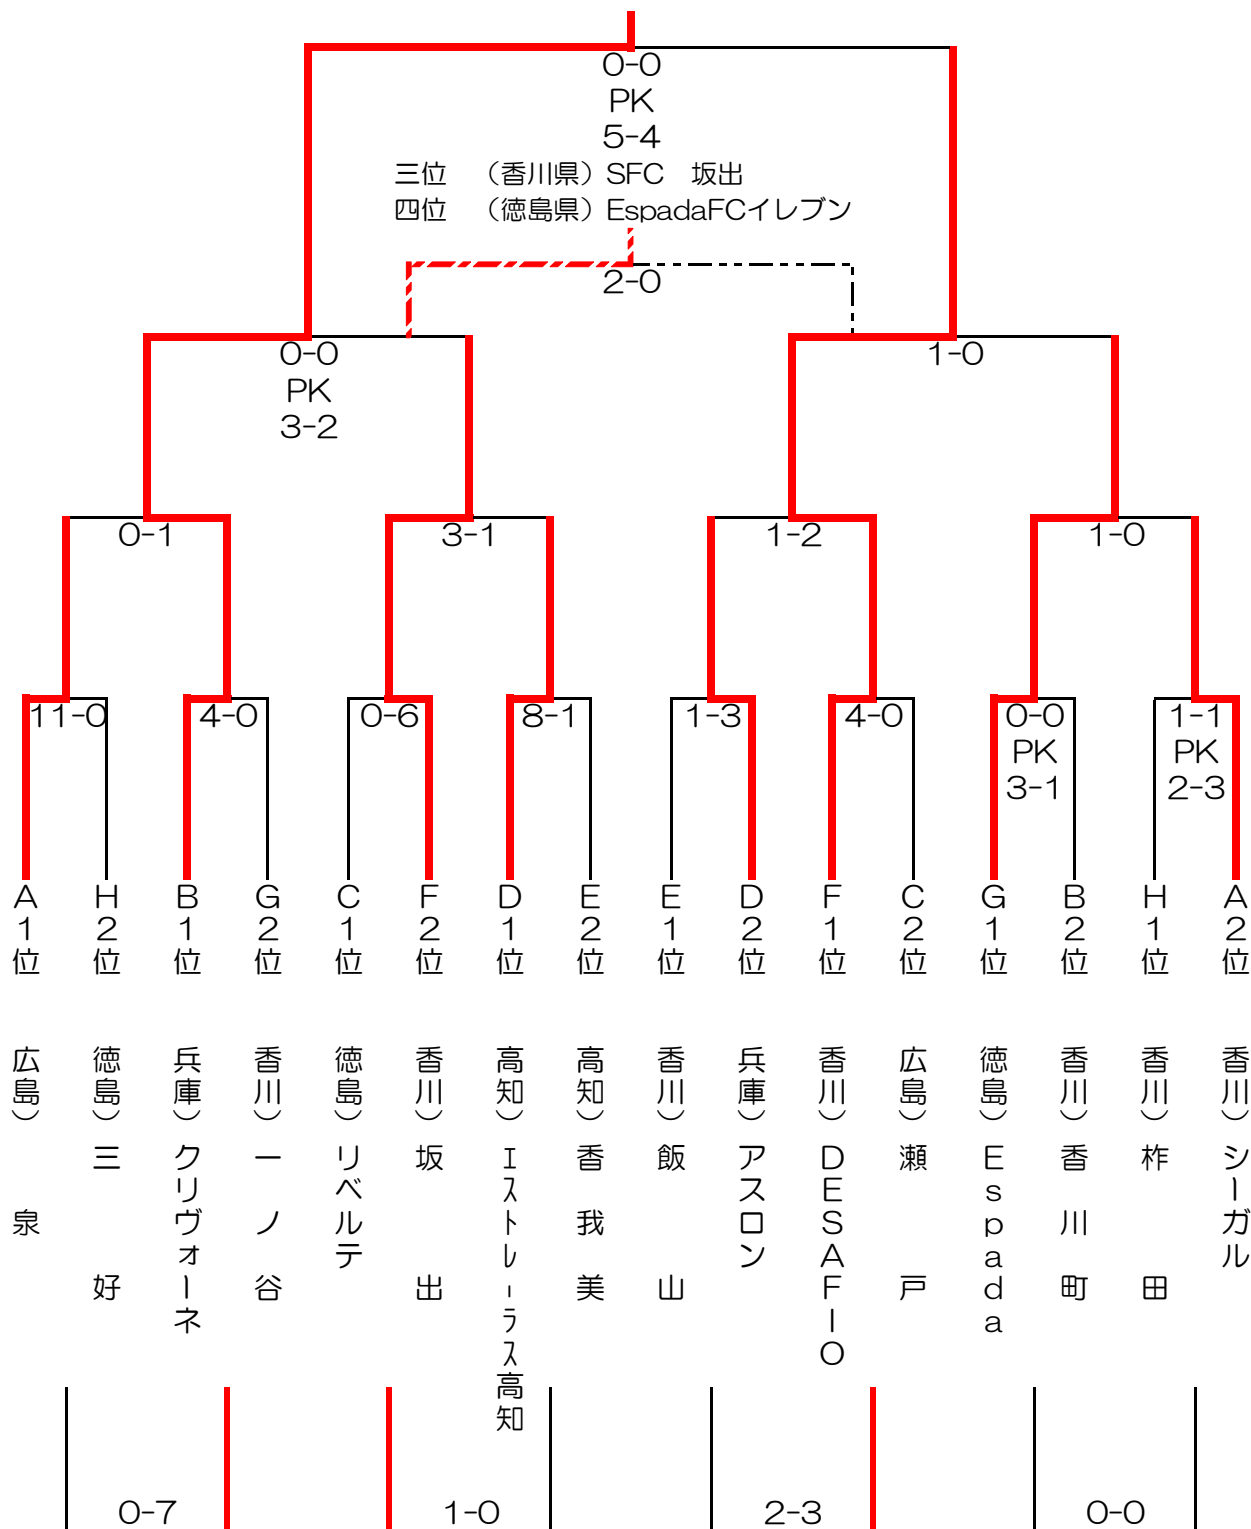 0-0
PK
5-4
三位 （香川県）SFC 坂出
四位 （徳島県）EspadaFCイレブン
2-0
0-0
PK
3-2
1-0
0-1
3-1
1-2
1-0
11-0
4-0
0-6
8-1
1-3
4-0
0-0
PK
3-1
1-1
PK
2-3
A1位 広島）泉
H2位 徳島）三好
B1位 兵庫）クリヴォーネ
G2位 香川）一ノ谷
C1位 徳島）リベルテ
F2位 香川）坂出
D1位 高知）ｴｽﾄﾚｰﾗｽ高知
E2位 高知）香我美
E1位 香川）飯山
D2位 兵庫）アスロン
F1位 香川）DESAFIO
C2位 広島）瀬戸
G1位 徳島）Espada
B2位 香川）香川町
H1位 香川）柞田
A2位 香川）シーガル
0-7
1-0
2-3
0-0